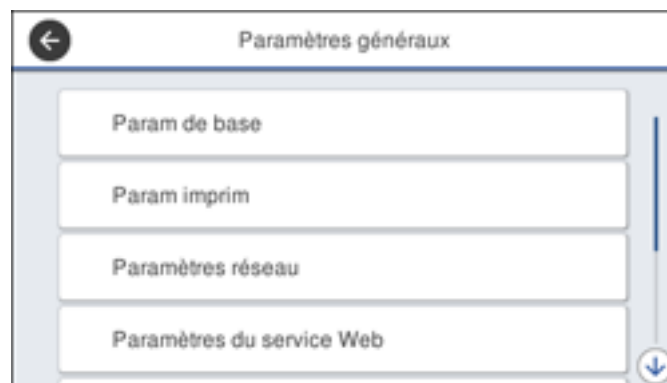 Paramètres généraux
Param de base
Param imprim
Paramètres réseau
Paramètres du service Web